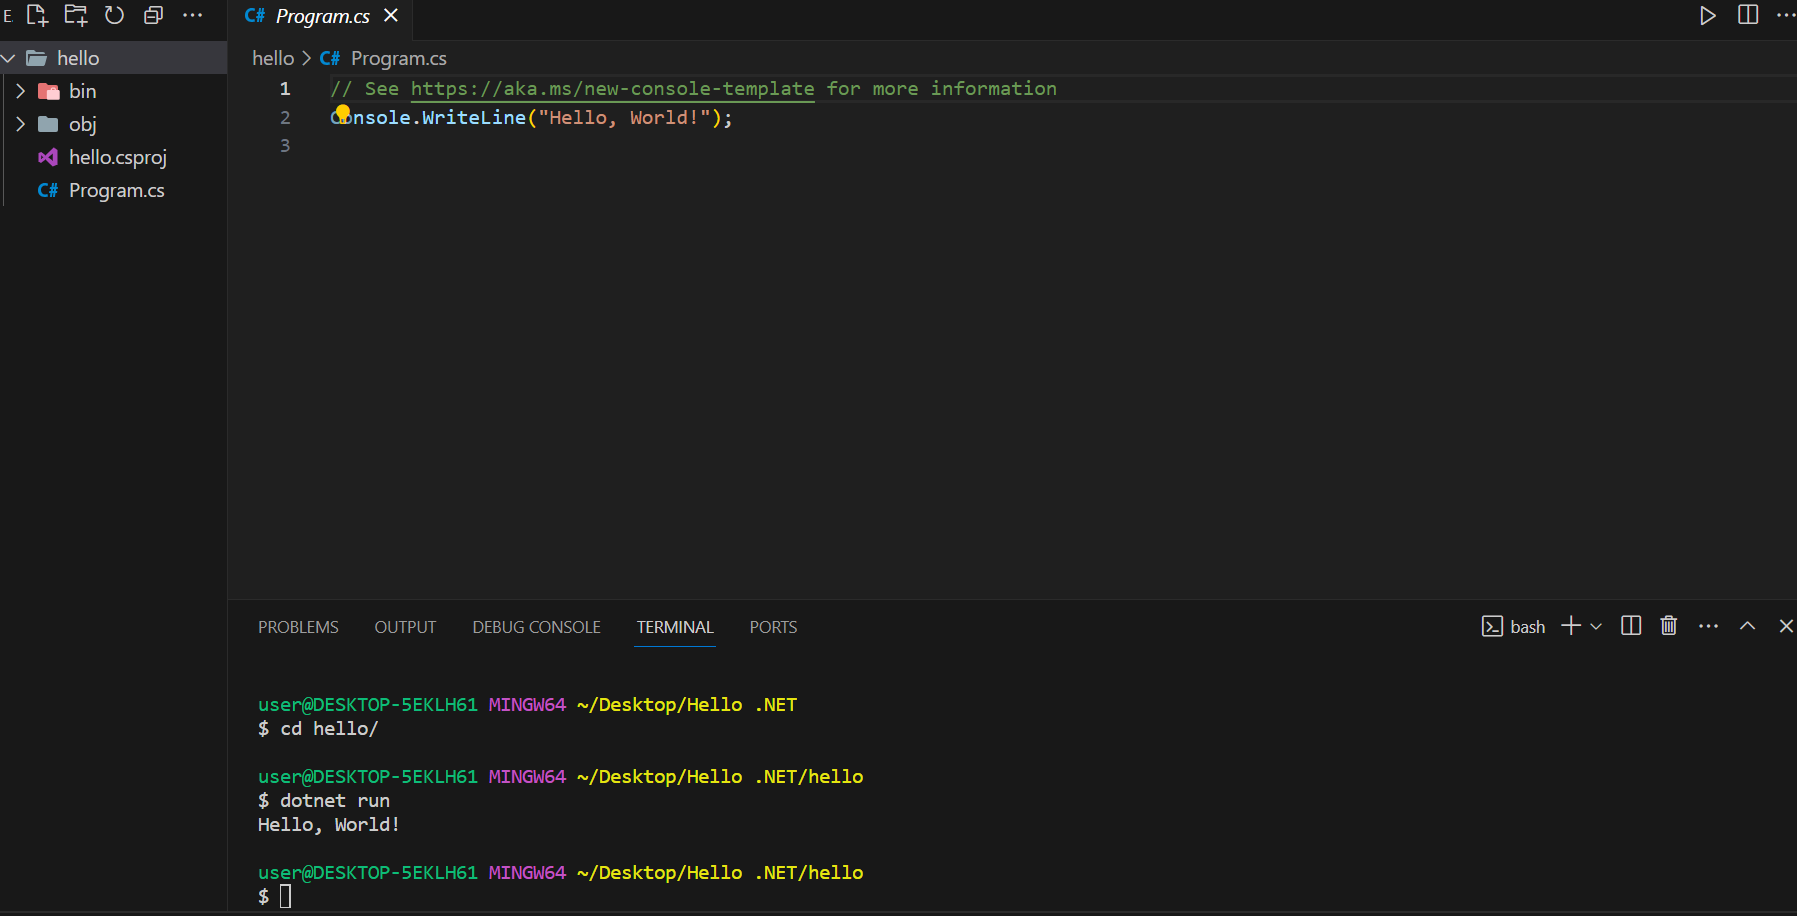 E
C# Program.cs
hello
bin
obj
hello.csproj
C# Program.cs
hello > C# Program.cs
1 // See https://aka.ms/new-console-template for more information
2 Console.WriteLine("Hello, World!");
3
PROBLEMS OUTPUT DEBUG CONSOLE TERMINAL PORTS
bash
user@DESKTOP-5EKLH61 MINGW64 ~/Desktop/Hello .NET
$ cd hello/
user@DESKTOP-5EKLH61 MINGW64 ~/Desktop/Hello .NET/hello
$ dotnet run
Hello, World!
user@DESKTOP-5EKLH61 MINGW64 ~/Desktop/Hello .NET/hello
$